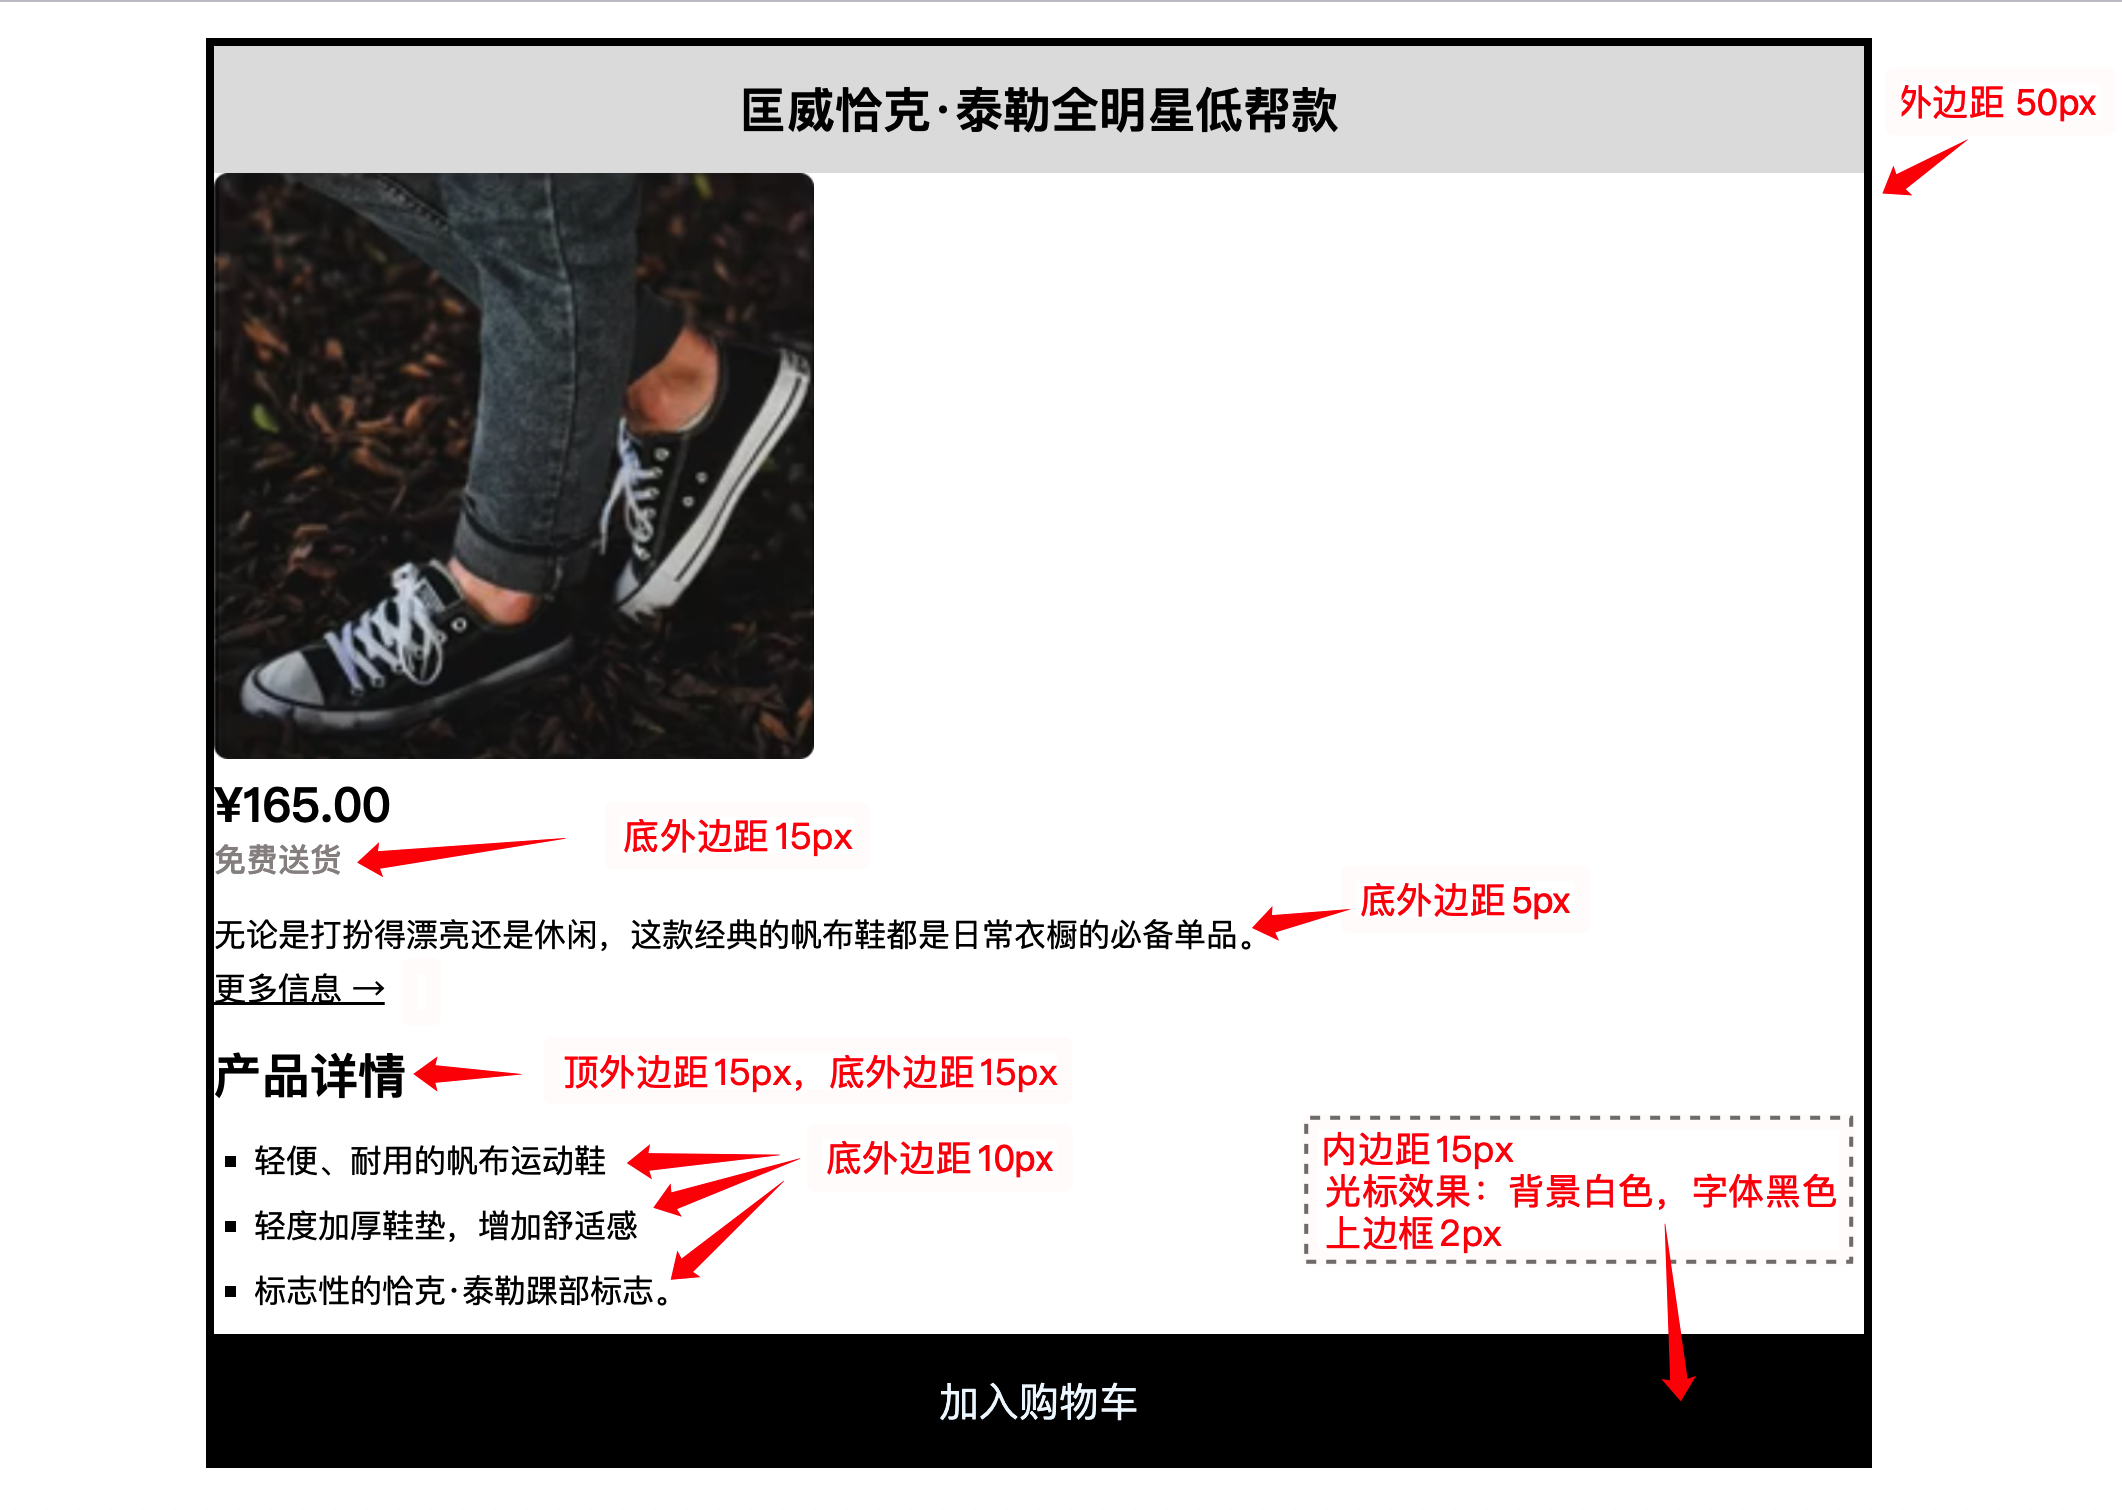 匡威恰克·泰勒全明星低帮款
外边距 50px
¥165.00
底外边距 15px
免费送货
底外边距 5px
无论是打扮得漂亮还是休闲，这款经典的帆布鞋都是日常衣橱的必备单品。
更多信息 →
产品详情
顶外边距 15px，底外边距 15px
轻便、耐用的帆布运动鞋
底外边距 10px
轻度加厚鞋垫，增加舒适感
标志性的恰克·泰勒踝部标志。
内边距 15px
光标效果：背景白色，字体黑色
上边框 2px
加入购物车